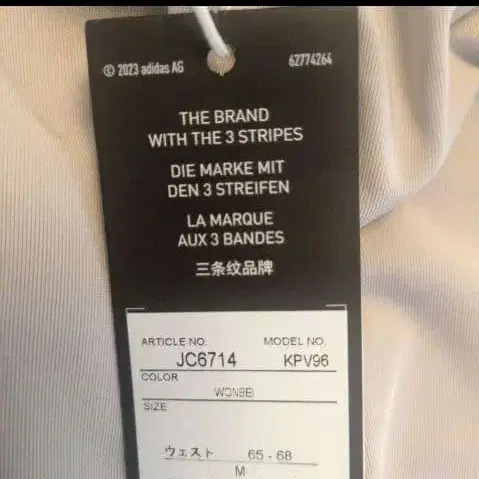 © 2023 adidas AG 62774264
THE BRAND
WITH THE 3 STRIPES
DIE MARKE MIT
DEN 3 STREIFEN
LA MARQUE
AUX 3 BANDES
三条纹品牌
ARTICLE NO. MODEL NO.
JC6714 KPV96
COLOR
WONBEI
SIZE
ウェスト 65 - 68
M